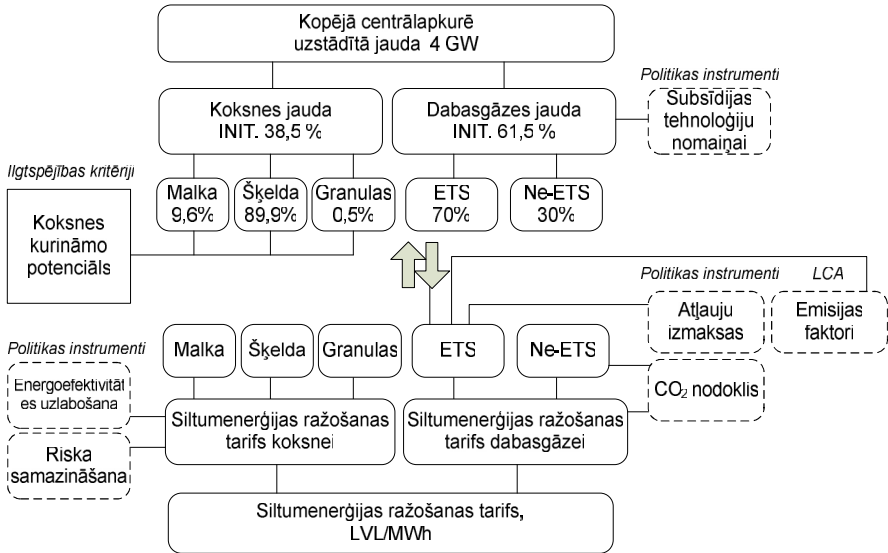 Kopējā centrālapkurē
uzstādītā jauda 4 GW
Politikas instrumenti
Koksnes jauda
INIT. 38,5 %
Dabasgāzes jauda
INIT. 61,5 %
Subsīdijas
tehnoloģiju
nomaiņai
Ilgtspējības kritēriji
Malka
9,6%
Šķelda
89,9%
Granulas
0,5%
ETS
70%
Ne-ETS
30%
Koksnes
kurināmo
potenciāls
Politikas instrumenti
LCA
Atļauju
izmaksas
Emisijas
faktori
Politikas instrumenti
Malka
Šķelda
Granulas
ETS
Ne-ETS
Energoefektivitāt
es uzlabošana
CO₂ nodoklis
Siltumenerģijas ražošanas
tarifs koksnei
Siltumenerģijas ražošanas
tarifs dabasgāzei
Riska
samazināšana
Siltumenerģijas ražošanas tarifs,
LVL/MWh